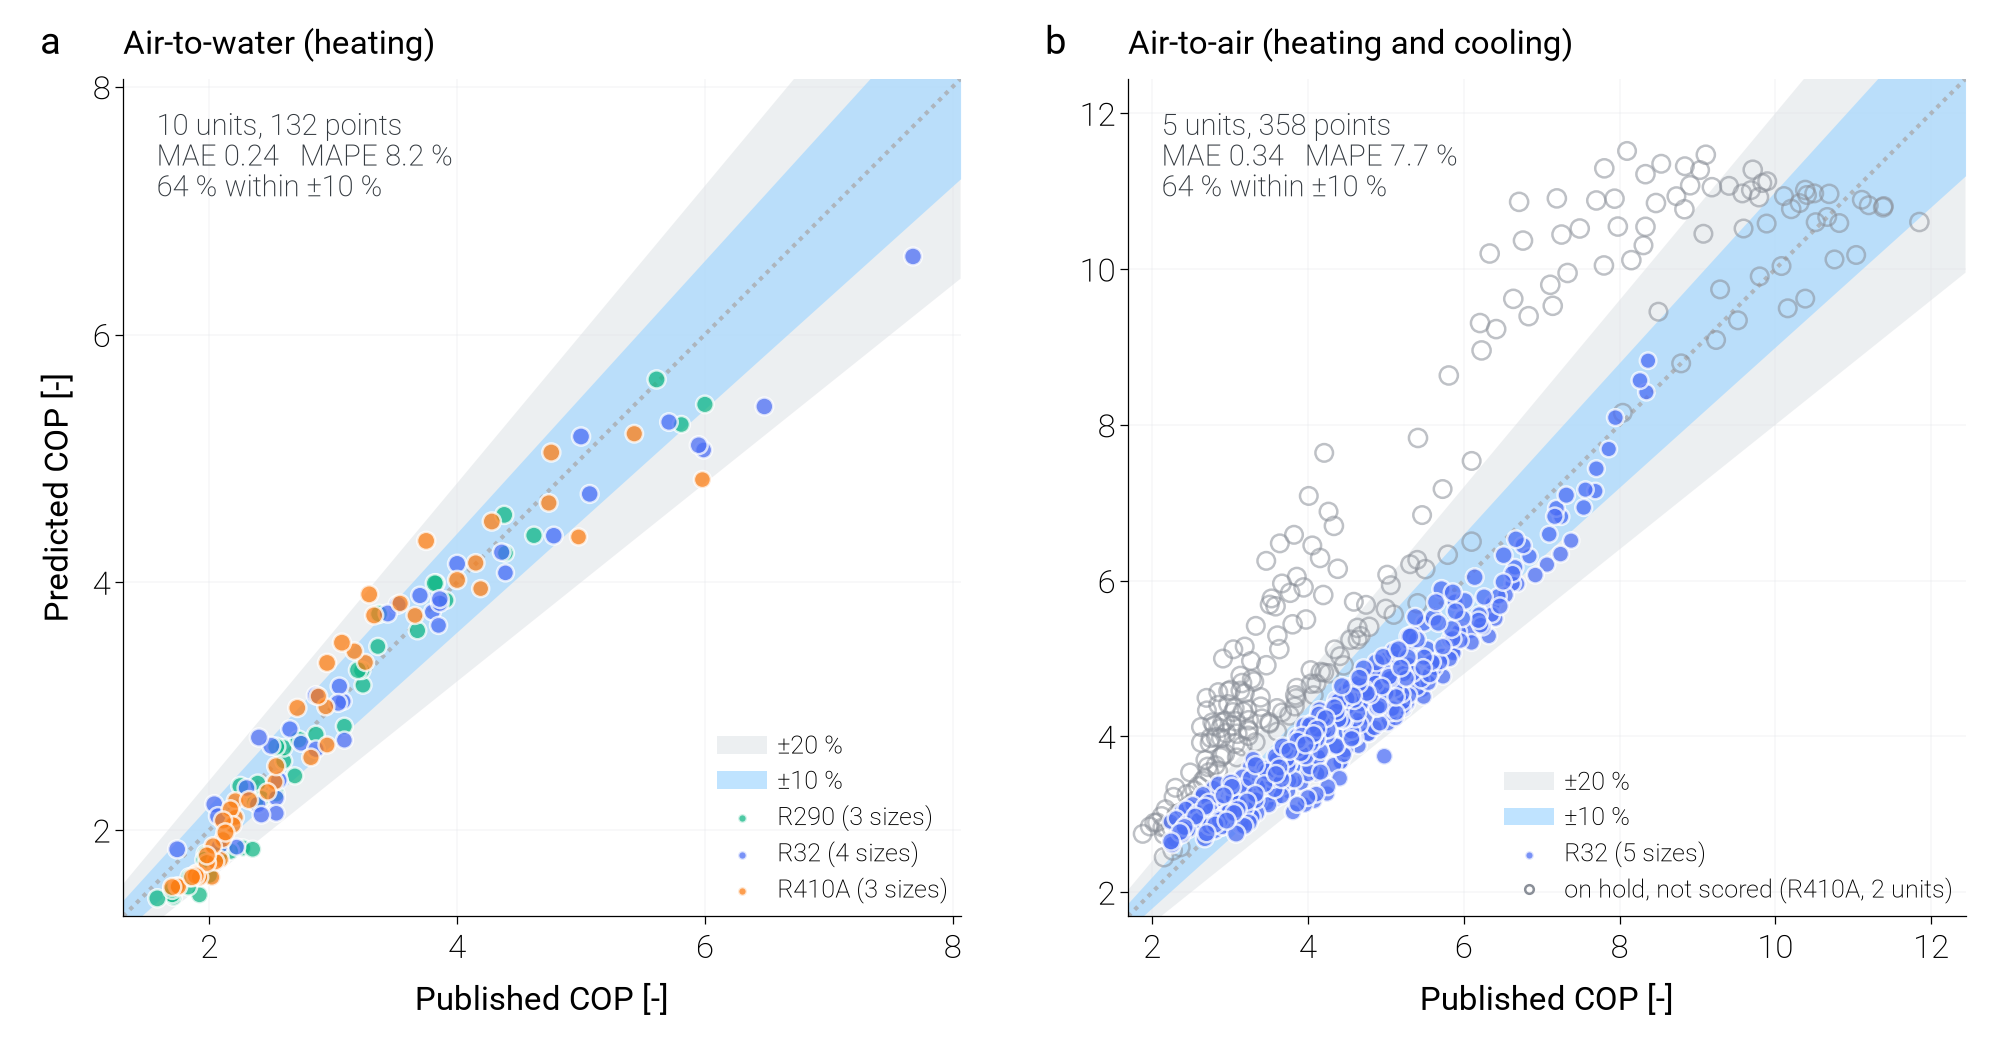 a
Air-to-water (heating)
8
6
4
2
Predicted COP [-]
10 units, 132 points
MAE 0.24 MAPE 8.2 %
64 % within ±10 %
±20 %
±10 %
R290 (3 sizes)
R32 (4 sizes)
R410A (3 sizes)
2 4 6 8
Published COP [-]
b
Air-to-air (heating and cooling)
12
10
8
6
4
2
5 units, 358 points
MAE 0.34 MAPE 7.7 %
64 % within ±10 %
±20 %
±10 %
R32 (5 sizes)
on hold, not scored (R410A, 2 units)
2 4 6 8 10 12
Published COP [-]